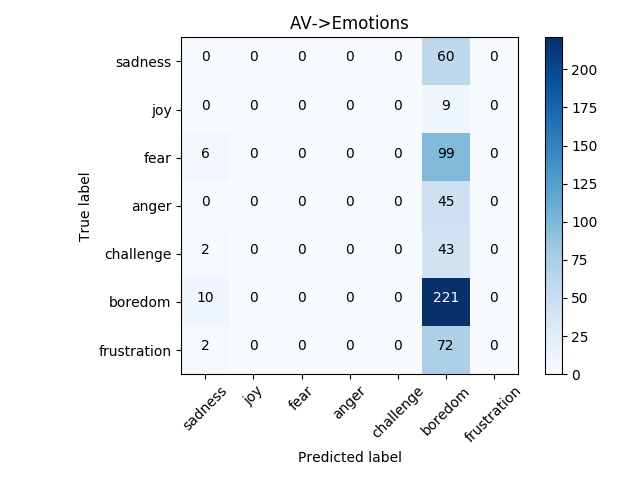 AV->Emotions
True label
sadness 0 0 0 0 0 60 0
joy 0 0 0 0 0 9 0
fear 6 0 0 0 0 99 0
anger 0 0 0 0 0 45 0
challenge 2 0 0 0 0 43 0
boredom 10 0 0 0 0 221 0
frustration 2 0 0 0 0 72 0
sadness joy fear anger challenge boredom frustration
Predicted label
200
175
150
125
100
75
50
25
0